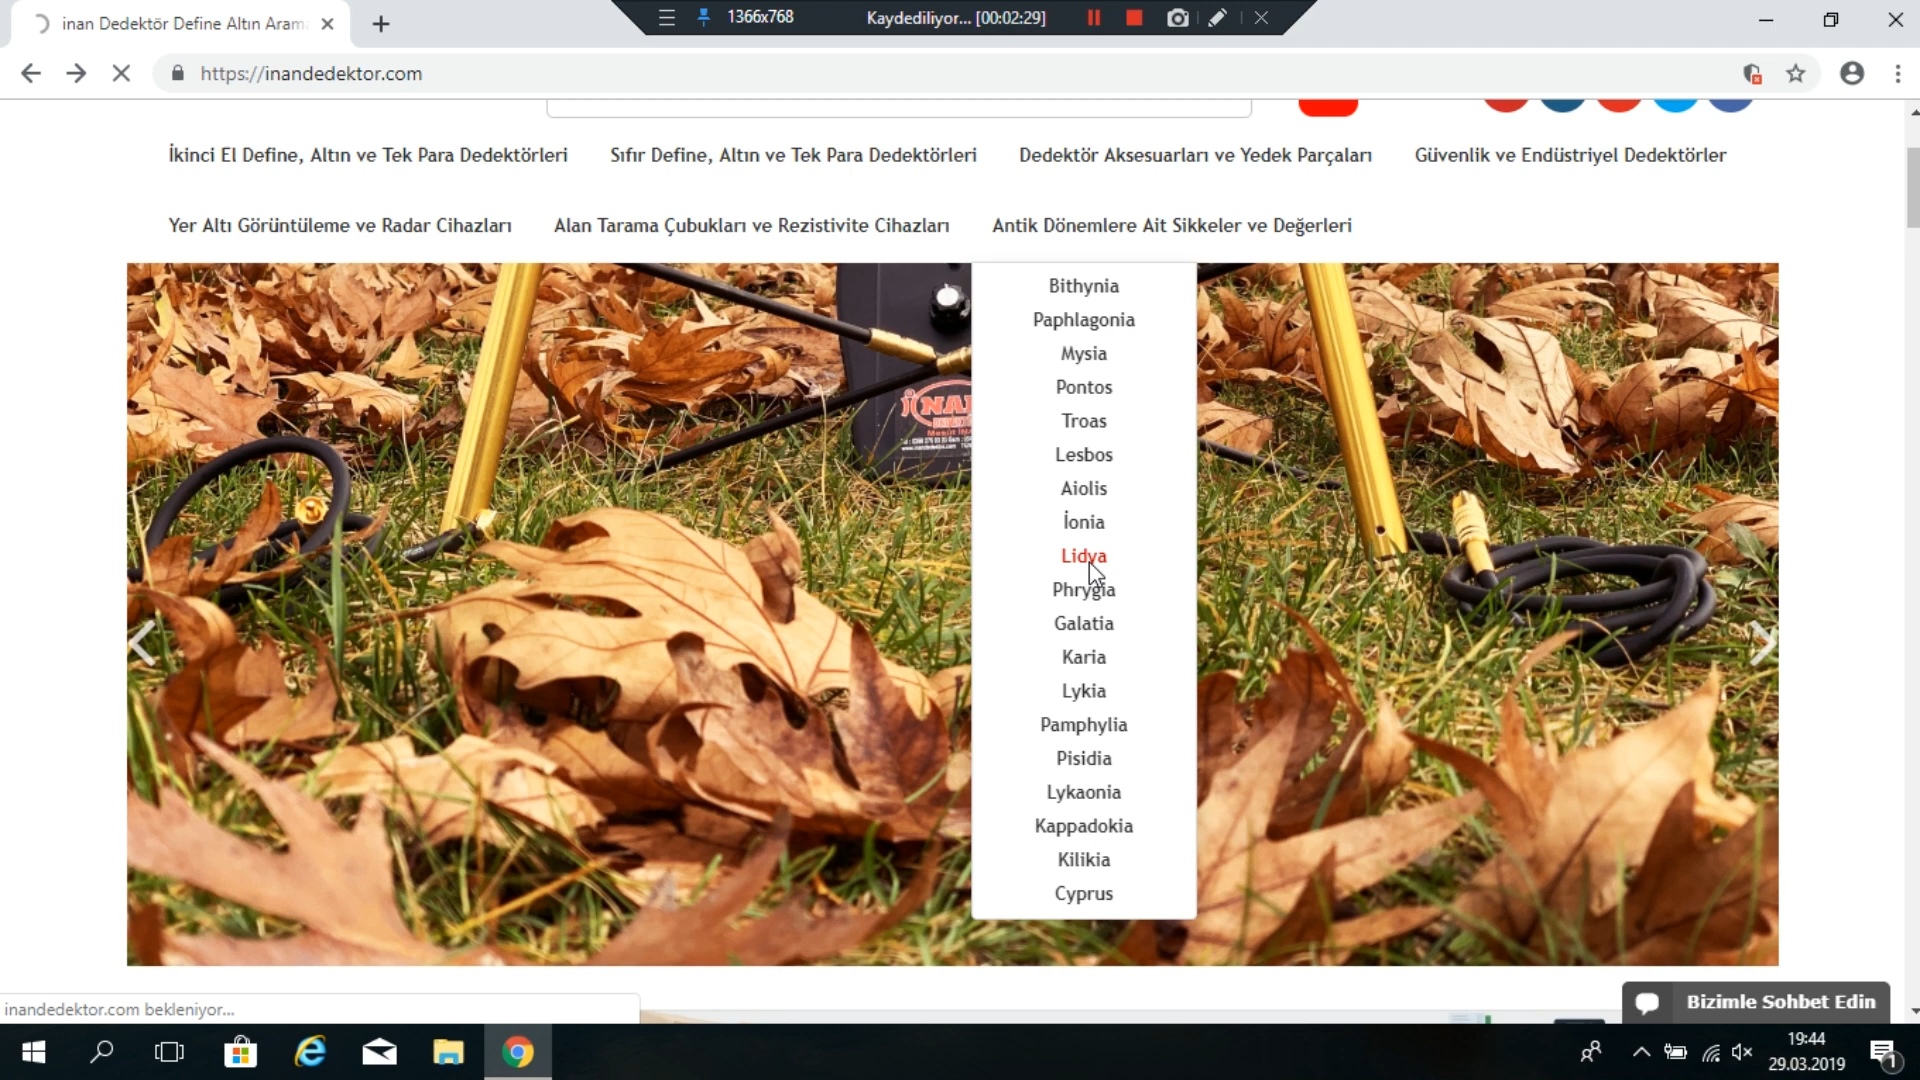 inan Dedektör Define Altın Aram
1366x768
Kaydediliyor... [00:02:29]
https://inandedektor.com
İkinci El Define, Altın ve Tek Para Dedektörleri
Sıfır Define, Altın ve Tek Para Dedektörleri
Dedektör Aksesuarları ve Yedek Parçaları
Güvenlik ve Endüstriyel Dedektörler
Yer Altı Görüntüleme ve Radar Cihazları
Alan Tarama Çubukları ve Rezistivite Cihazları
Antik Dönemlere Ait Sikkeler ve Değerleri
Bithynia
Paphlagonia
Mysia
Pontos
Troas
Lesbos
Aiolis
İonia
Lidya
Phrygia
Galatia
Karia
Lykia
Pamphylia
Pisidia
Lykaonia
Kappadokia
Kilikia
Cyprus
inandedektor.com bekleniyor...
Bizimle Sohbet Edin
19:44
29.03.2019
1